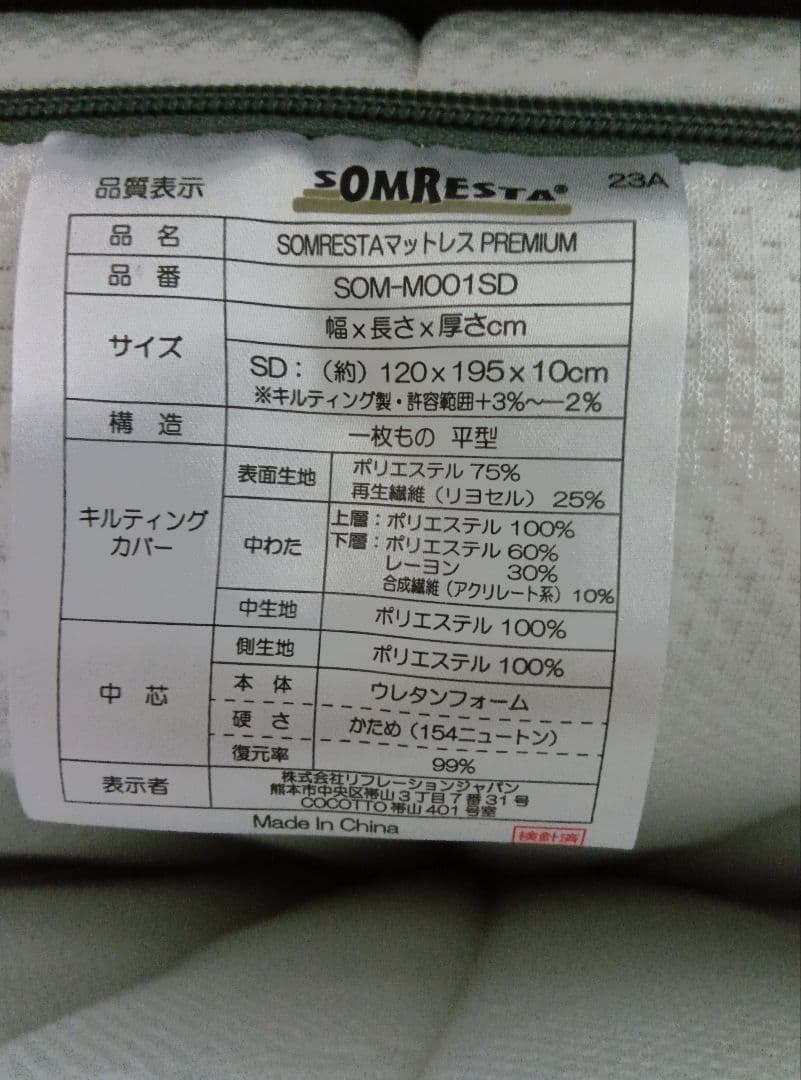 品質表示 SOMRESTA® 23A
品名 SOMRESTAマットレス PREMIUM
品番 SOM-M001SD
サイズ 幅×長さ×厚さcm
SD：（約）120×195×10cm
※キルティング製・許容範囲+3%～−2%
構造 一枚もの 平型
キルティングカバー
表面生地 ポリエステル 75%
再生繊維（リヨセル） 25%
中わた 上層：ポリエステル 100%
下層：ポリエステル 60%
レーヨン 30%
合成繊維（アクリレート系）10%
中生地 ポリエステル 100%
中芯 側生地 ポリエステル 100%
本体 ウレタンフォーム
硬さ かため（154ニュートン）
復元率 99%
表示者 株式会社リフレーションジャパン
熊本市中央区帯山3丁目7番31号
COCOTTO帯山401号室
Made In China
検針済